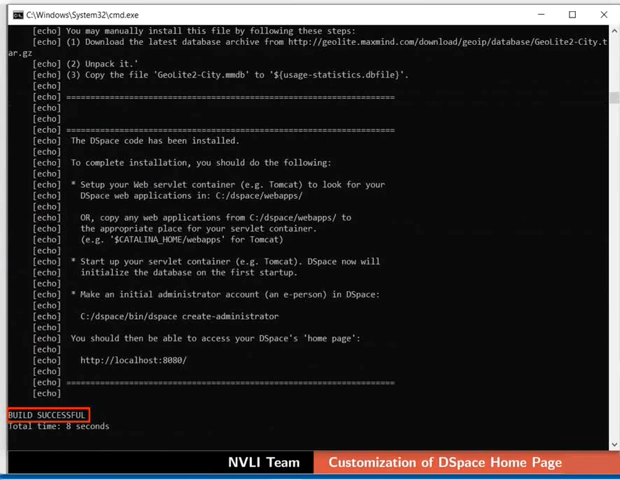 C:\Windows\System32\cmd.exe
[echo] You may manually install this file by following these steps:
[echo] (1) Download the latest database archive from http://geolite.maxmind.com/download/geoip/database/GeoLite2-City.t
ar.gz
[echo] (2) Unpack it.'
[echo] (3) Copy the file 'GeoLite2-City.mmdb' to '${usage-statistics.dbfile}'.
[echo]
[echo] ====================================================================
[echo]
[echo]
[echo] ====================================================================
[echo]  The DSpace code has been installed.
[echo]
[echo]  To complete installation, you should do the following:
[echo]
[echo]  * Setup your Web servlet container (e.g. Tomcat) to look for your
[echo]    DSpace web applications in: C:/dspace/webapps/
[echo]
[echo]    OR, copy any web applications from C:/dspace/webapps/ to
[echo]    the appropriate place for your servlet container.
[echo]    (e.g. '$CATALINA_HOME/webapps' for Tomcat)
[echo]
[echo]  * Start up your servlet container (e.g. Tomcat). DSpace now will
[echo]    initialize the database on the first startup.
[echo]
[echo]  * Make an initial administrator account (an e-person) in DSpace:
[echo]
[echo]    C:/dspace/bin/dspace create-administrator
[echo]
[echo]  You should then be able to access your DSpace's 'home page':
[echo]
[echo]    http://localhost:8080/
[echo]
[echo] ====================================================================
[echo]
BUILD SUCCESSFUL
Total time: 8 seconds
NVLI Team
Customization of DSpace Home Page